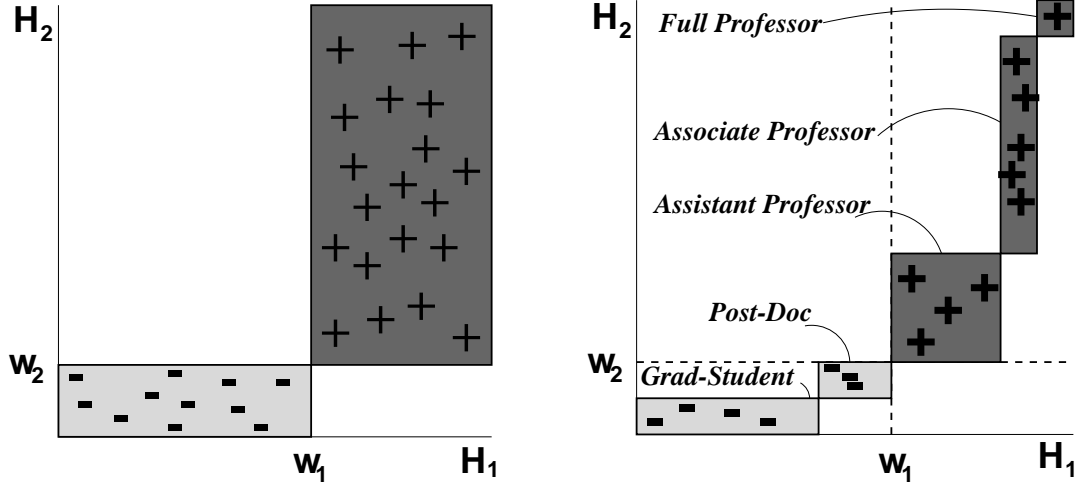 H2
W2
W1
H1
H2
Full Professor
Associate Professor
Assistant Professor
Post-Doc
W2
Grad-Student
W1
H1